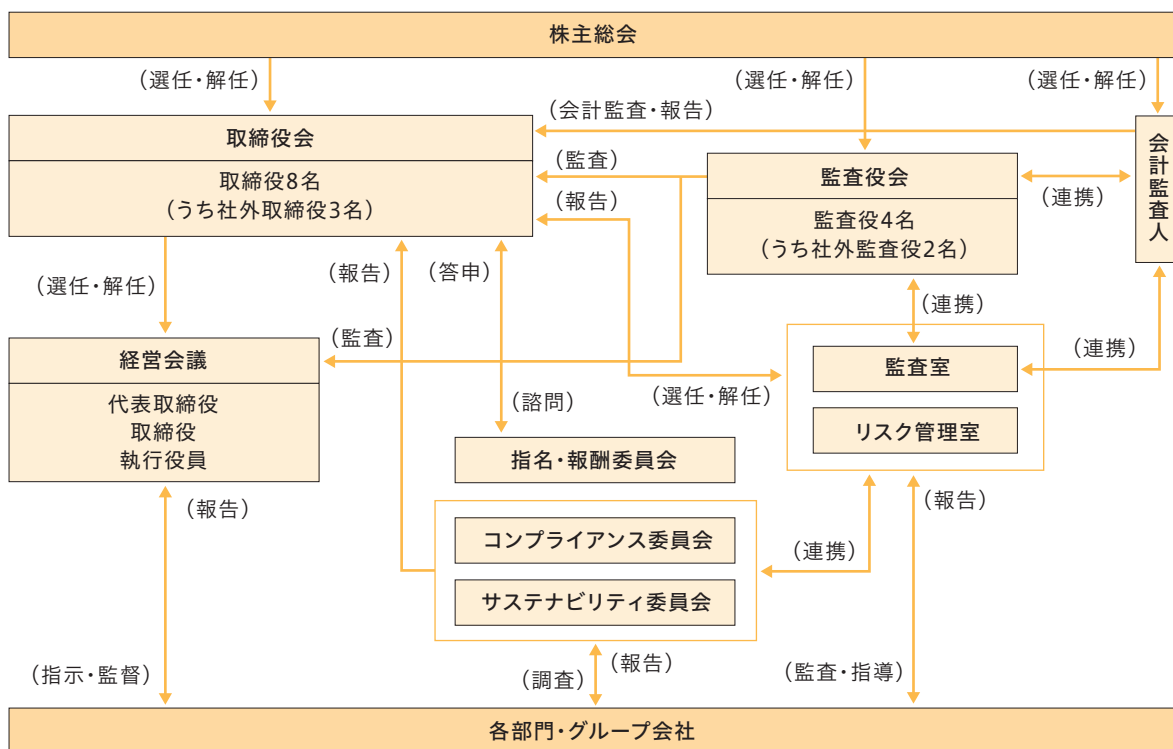 株主総会
（選任・解任）
（選任・解任）
（選任・解任）
（会計監査・報告）
取締役会
取締役8名
（うち社外取締役3名）
（監査）
（報告）
監査役会
監査役4名
（うち社外監査役2名）
（連携）
会計監査人
（選任・解任）
（報告）
（答申）
（連携）
（監査）
（連携）
経営会議
代表取締役
取締役
執行役員
（諮問）
（選任・解任）
監査室
リスク管理室
指名・報酬委員会
（報告）
（報告）
コンプライアンス委員会
（連携）
サステナビリティ委員会
（指示・監督）
（調査）
（報告）
（監査・指導）
各部門・グループ会社